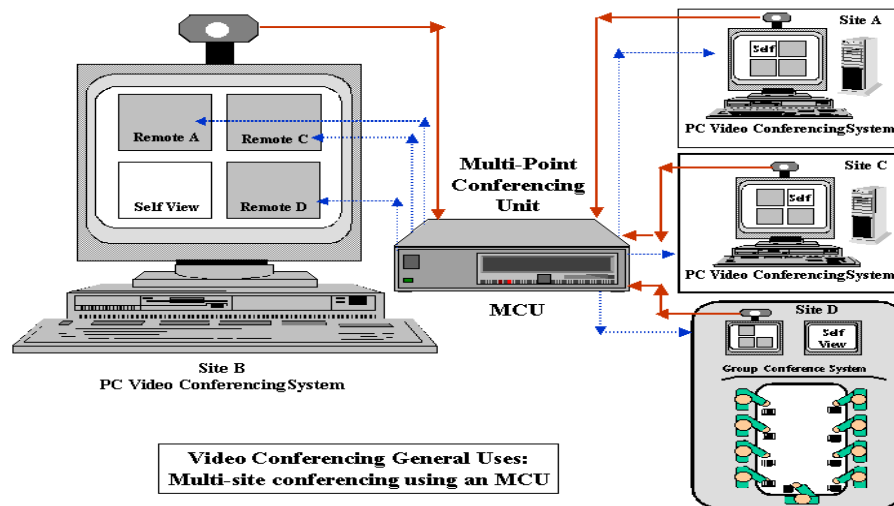 Remote A
Remote C
Self View
Remote D
Site B
PC Video ConferencingSystem
Multi-Point
Conferencing
Unit
MCU
Site A
Self
PC Video ConferencingSystem
Site C
Self
PC Video ConferencingSystem
Site D
Self
View
Group Conference System
Video Conferencing General Uses:
Multi-site conferencing using an MCU